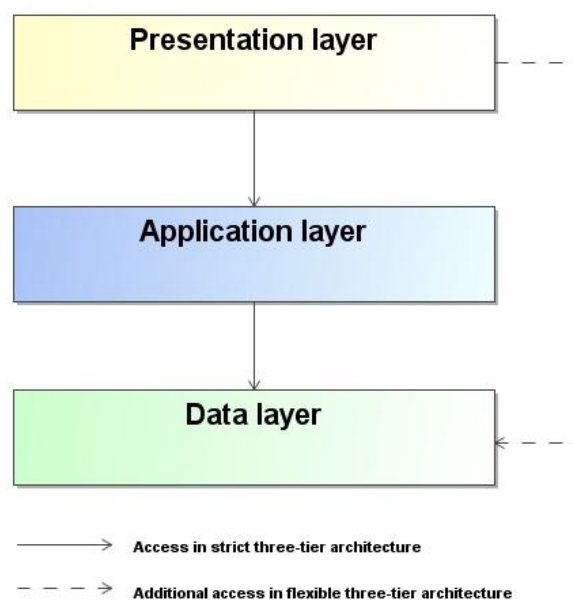 Presentation layer
Application layer
Data layer
Access in strict three-tier architecture
Additional access in flexible three-tier architecture